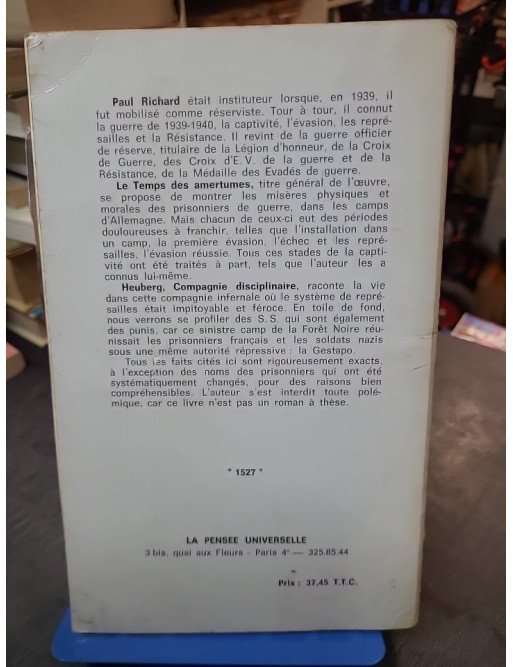 Paul Richard était instituteur lorsque, en 1939, il
fut mobilisé comme réserviste. Tour à tour, il connut
la guerre de 1939-1940, la captivité, l'évasion, les repré-
sailles et la Résistance. Il revint de la guerre officier
de réserve, titulaire de la Légion d'honneur, de la Croix
de Guerre, des Croix d'E.V. de la guerre et de la
Résistance, de la Médaille des Evadés de guerre.
Le Temps des amertumes, titre général de l'œuvre,
se propose de montrer les misères physiques et
morales des prisonniers de guerre, dans les camps
d'Allemagne. Mais chacun de ceux-ci eut des périodes
douloureuses à franchir, telles que l'installation dans
un camp, la première évasion, l'échec et les repré-
sailles, l'évasion réussie. Tous ces stades de la capti-
vité ont été traités à part, tels que l'auteur les a
connus lui-même.
Heuberg, Compagnie disciplinaire, raconte la vie
dans cette compagnie infernale où le système de repré-
sailles était impitoyable et féroce. En toile de fond,
nous verrons se profiler des S.S. qui sont également
des punis, car ce sinistre camp de la Forêt Noire réu-
nissait les prisonniers français et les soldats nazis
sous une même autorité répressive : la Gestapo.
Tous les faits cités ici sont rigoureusement exacts,
à l'exception des noms des prisonniers qui ont été
systématiquement changés, pour des raisons bien
compréhensibles. L'auteur s'est interdit toute polé-
mique, car ce livre n'est pas un roman à thèse.
* 1527 *
LA PENSEE UNIVERSELLE
3 bis, quai aux Fleurs - Paris 4e — 325.85.44
Prix : 37,45 T.T.C.